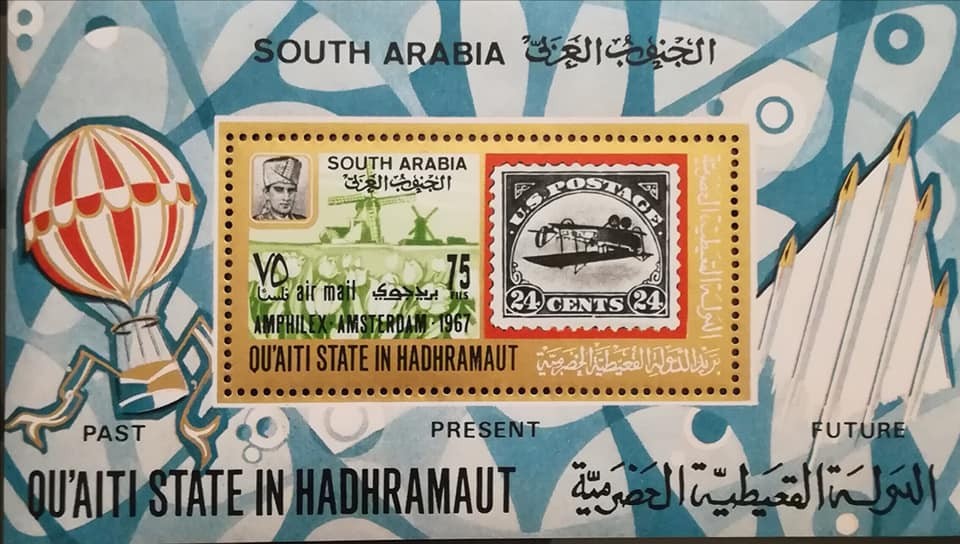 SOUTH ARABIA الجنوب العربي
SOUTH ARABIA
الجنوب العربي
U.S. POSTAGE
٧٥ 75
فلساً air mail بريد جوي FILS
AMPHILEX · AMSTERDAM · 1967
24 CENTS 24
QU'AITI STATE IN HADHRAMAUT
بريد الدولة القعيطية الحضرمية
الدولة القعيطية الحضرمية
PAST PRESENT FUTURE
QU'AITI STATE IN HADHRAMAUT الدولة القعيطية الحضرمية